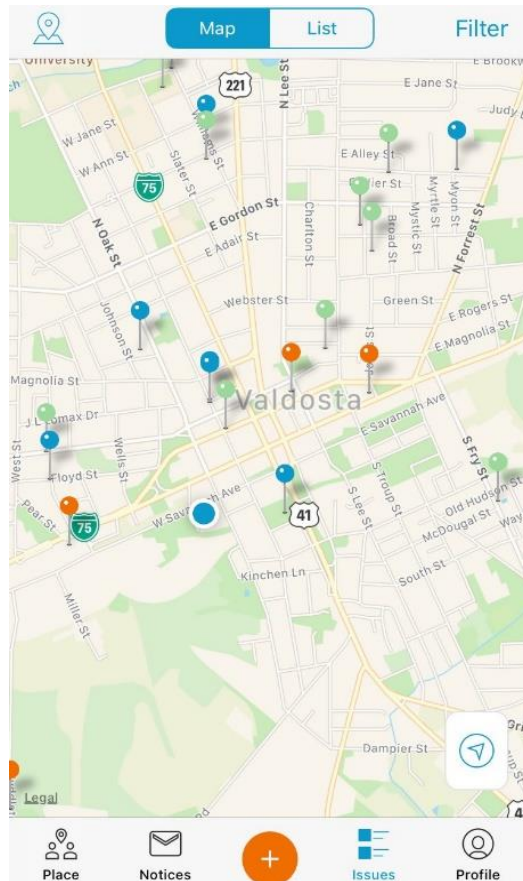 Map
List
Filter
University
221
N Lee St
E Jane St
W Jane St
Williams St
W Ann St
Slater St
E Alley St
75
Myrtle St
Myon St
Mystic St
Broad St
N Oak St
E Gordon St
Charlton St
N Forrest St
E Adair St
Webster St
Green St
Johnson St
E Rogers St
E Magnolia St
Magnolia St
Valdosta
J L Lomax Dr
E Savannah Ave
West St
Wells St
Floyd St
S Fry St
Pear St
75
W Savannah Ave
41
S Troup St
S Lee St
Old Hudson St
McDougal St
Kinchen Ln
South St
Miller St
Dampier St
Legal
Place
Notices
+
Issues
Profile